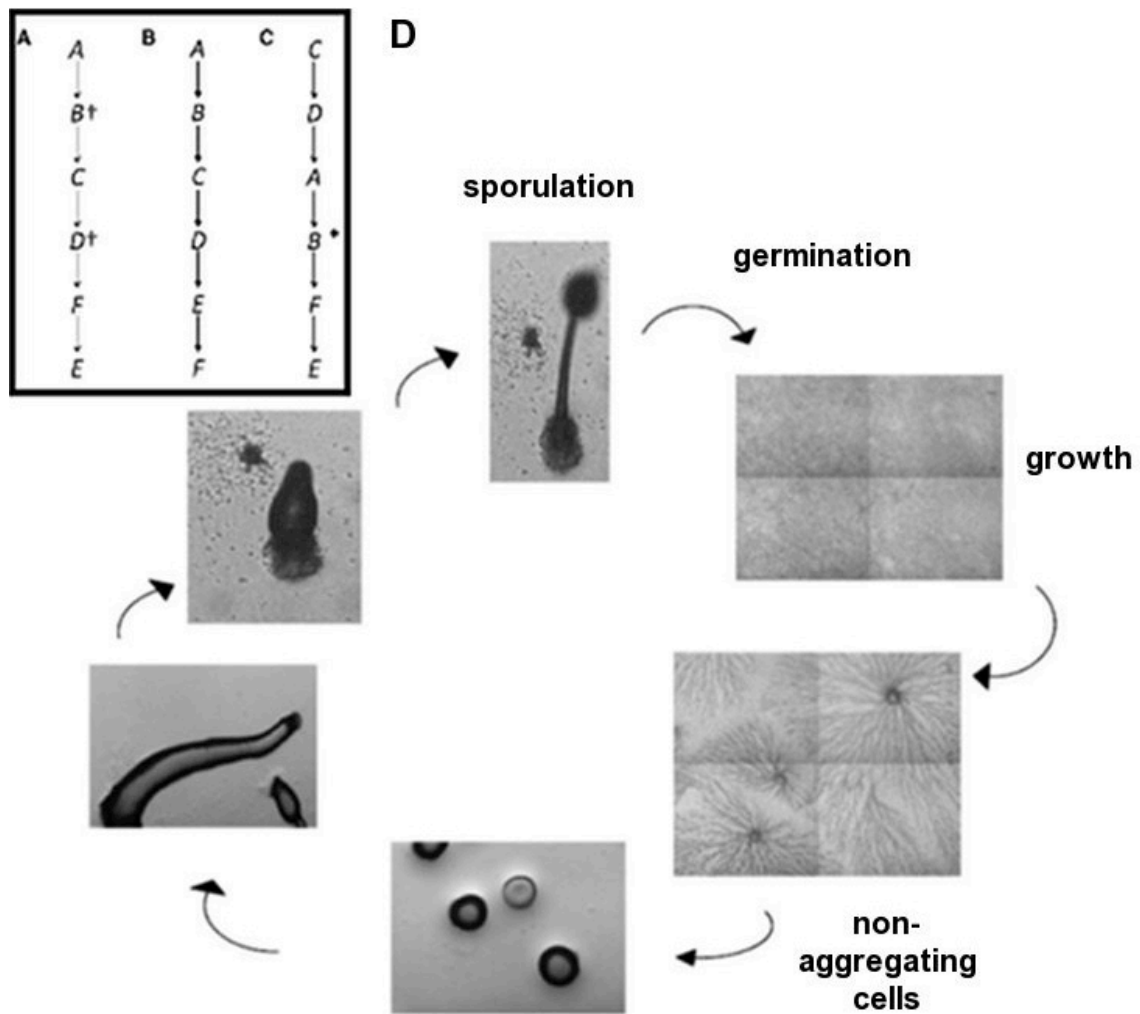 A B C D
A A C
B† B D
C C A
D† D B *
F E F
E F E
sporulation
germination
growth
non-
aggregating
cells